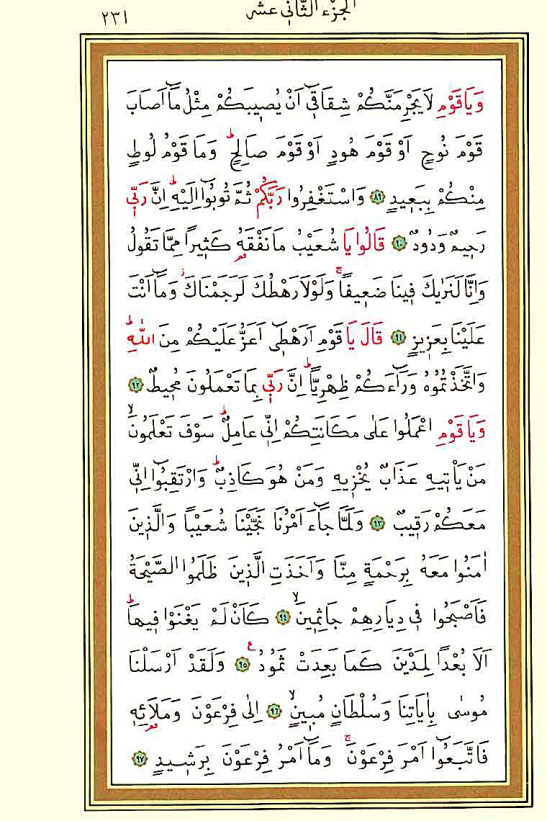 الجزء الثاني عشر
٢٣١
وَيَا قَوْمِ لَا يَجْرِمَنَّكُمْ شِقَاقٖٓي اَنْ يُصٖيبَكُمْ مِثْلُ مَٓا اَصَابَ
قَوْمَ نُوحٍ اَوْ قَوْمَ هُودٍ اَوْ قَوْمَ صَالِحٍۜ وَمَا قَوْمُ لُوطٍ
مِنْكُمْ بِبَعٖيدٍ ﴿٨٩﴾ وَاسْتَغْفِرُوا رَبَّكُمْ ثُمَّ تُوبُٓوا اِلَيْهِۜ اِنَّ رَبّٖي
رَحٖيمٌ وَدُودٌ ﴿٩٠﴾ قَالُوا يَا شُعَيْبُ مَا نَفْقَهُ كَثٖيرًا مِمَّا تَقُولُ
وَاِنَّا لَنَرٰيكَ فٖينَا ضَعٖيفًاۚ وَلَوْلَا رَهْطُكَ لَرَجَمْنَاكَۘ وَمَٓا اَنْتَ
عَلَيْنَا بِعَزٖيزٍ ﴿٩١﴾ قَالَ يَا قَوْمِ اَرَهْطٖٓي اَعَزُّ عَلَيْكُمْ مِنَ اللّٰهِۜ
وَاتَّخَذْتُمُوهُ وَرَٓاءَكُمْ ظِهْرِيًّاۜ اِنَّ رَبّٖي بِمَا تَعْمَلُونَ مُحٖيطٌ ﴿٩٢﴾
وَيَا قَوْمِ اعْمَلُوا عَلٰى مَكَانَتِكُمْ اِنّٖي عَامِلٌۜ سَوْفَ تَعْلَمُونَۙ
مَنْ يَأْتٖيهِ عَذَابٌ يُخْزٖيهِ وَمَنْ هُوَ كَاذِبٌۜ وَارْتَقِبُٓوا اِنّٖي
مَعَكُمْ رَقٖيبٌ ﴿٩٣﴾ وَلَمَّا جَٓاءَ اَمْرُنَا نَجَّيْنَا شُعَيْبًا وَالَّذٖينَ
اٰمَنُوا مَعَهُ بِرَحْمَةٍ مِنَّا وَاَخَذَتِ الَّذٖينَ ظَلَمُوا الصَّيْحَةُ
فَاَصْبَحُوا فٖي دِيَارِهِمْ جَاثِمٖينَۙ ﴿٩٤﴾ كَاَنْ لَمْ يَغْنَوْا فٖيهَاۜ
اَلَا بُعْدًا لِمَدْيَنَ كَمَا بَعِدَتْ ثَمُودُ ﴿٩٥﴾ وَلَقَدْ اَرْسَلْنَا
مُوسٰى بِاٰيَاتِنَا وَسُلْطَانٍ مُبٖينٍۙ ﴿٩٦﴾ اِلٰى فِرْعَوْنَ وَمَلَا۬ئِهٖ
فَاتَّبَعُٓوا اَمْرَ فِرْعَوْنَۚ وَمَٓا اَمْرُ فِرْعَوْنَ بِرَشٖيدٍ ﴿٩٧﴾